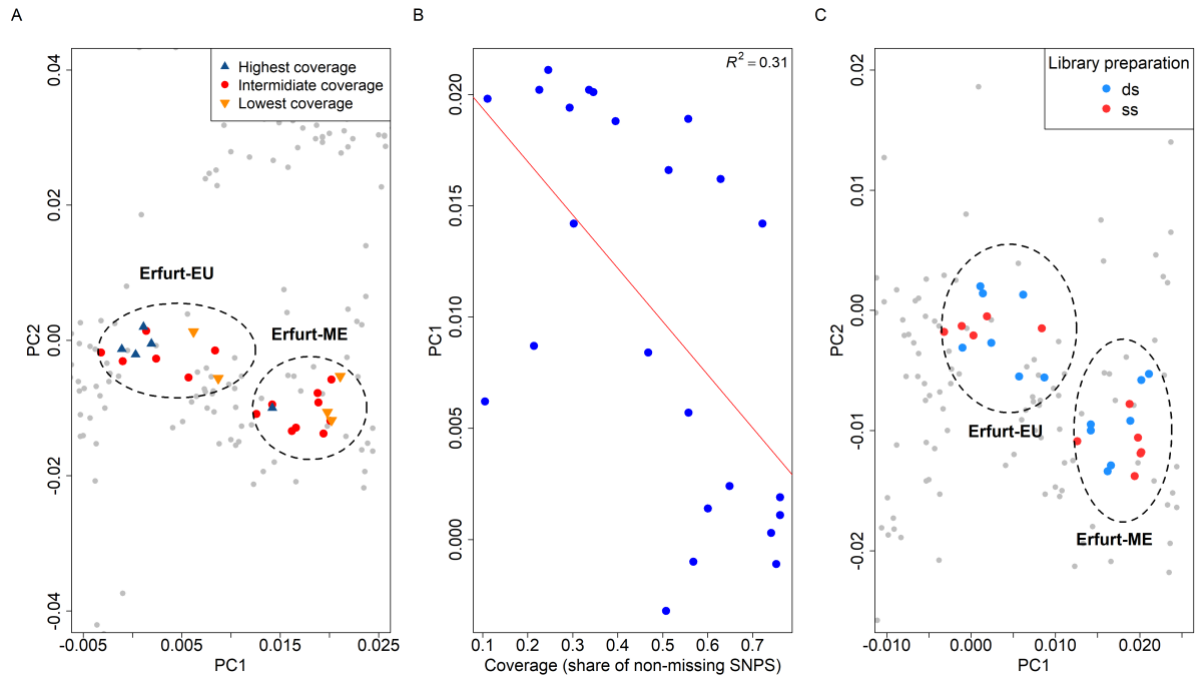 A
0.04
0.02
0.00
-0.02
-0.04
PC2
-0.005
0.005
0.015
0.025
PC1
Highest coverage
Intermidiate coverage
Lowest coverage
Erfurt-EU
Erfurt-ME
B
R² = 0.31
0.020
0.015
0.010
0.005
0.000
PC1
0.1 0.2 0.3 0.4 0.5 0.6 0.7
Coverage (share of non-missing SNPS)
C
Library preparation
ds
ss
0.02
0.01
0.00
-0.01
-0.02
PC2
Erfurt-EU
Erfurt-ME
-0.010
0.000
0.010
0.020
PC1